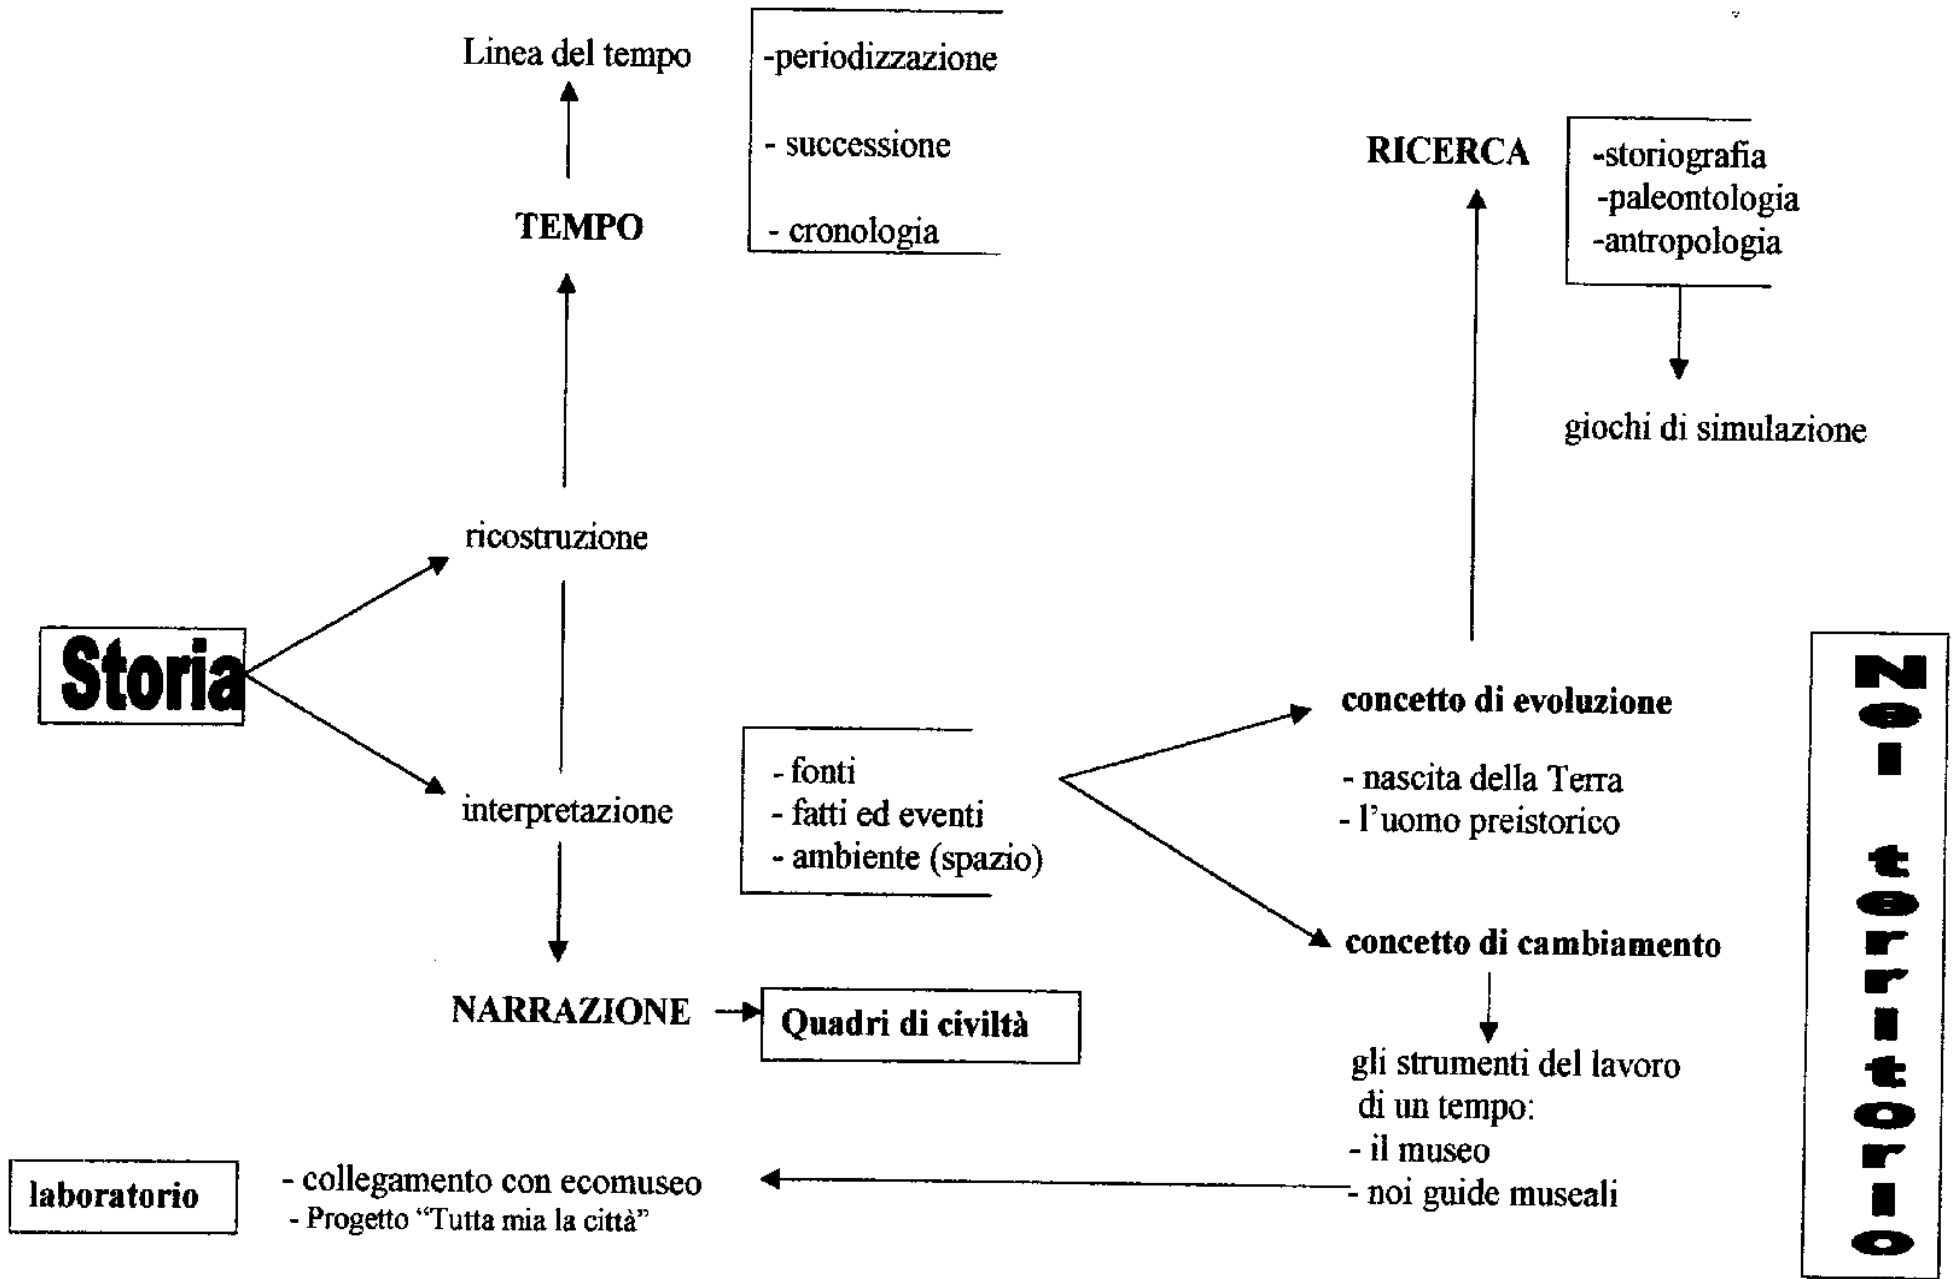 Linea del tempo
-periodizzazione
- successione
- cronologia
TEMPO
RICERCA
-storiografia
-paleontologia
-antropologia
giochi di simulazione
ricostruzione
Storia
interpretazione
- fonti
- fatti ed eventi
- ambiente (spazio)
concetto di evoluzione
- nascita della Terra
- l'uomo preistorico
concetto di cambiamento
NARRAZIONE
Quadri di civiltà
gli strumenti del lavoro
di un tempo:
- il museo
- noi guide museali
laboratorio
- collegamento con ecomuseo
- Progetto “Tutta mia la città”
Nel territorio